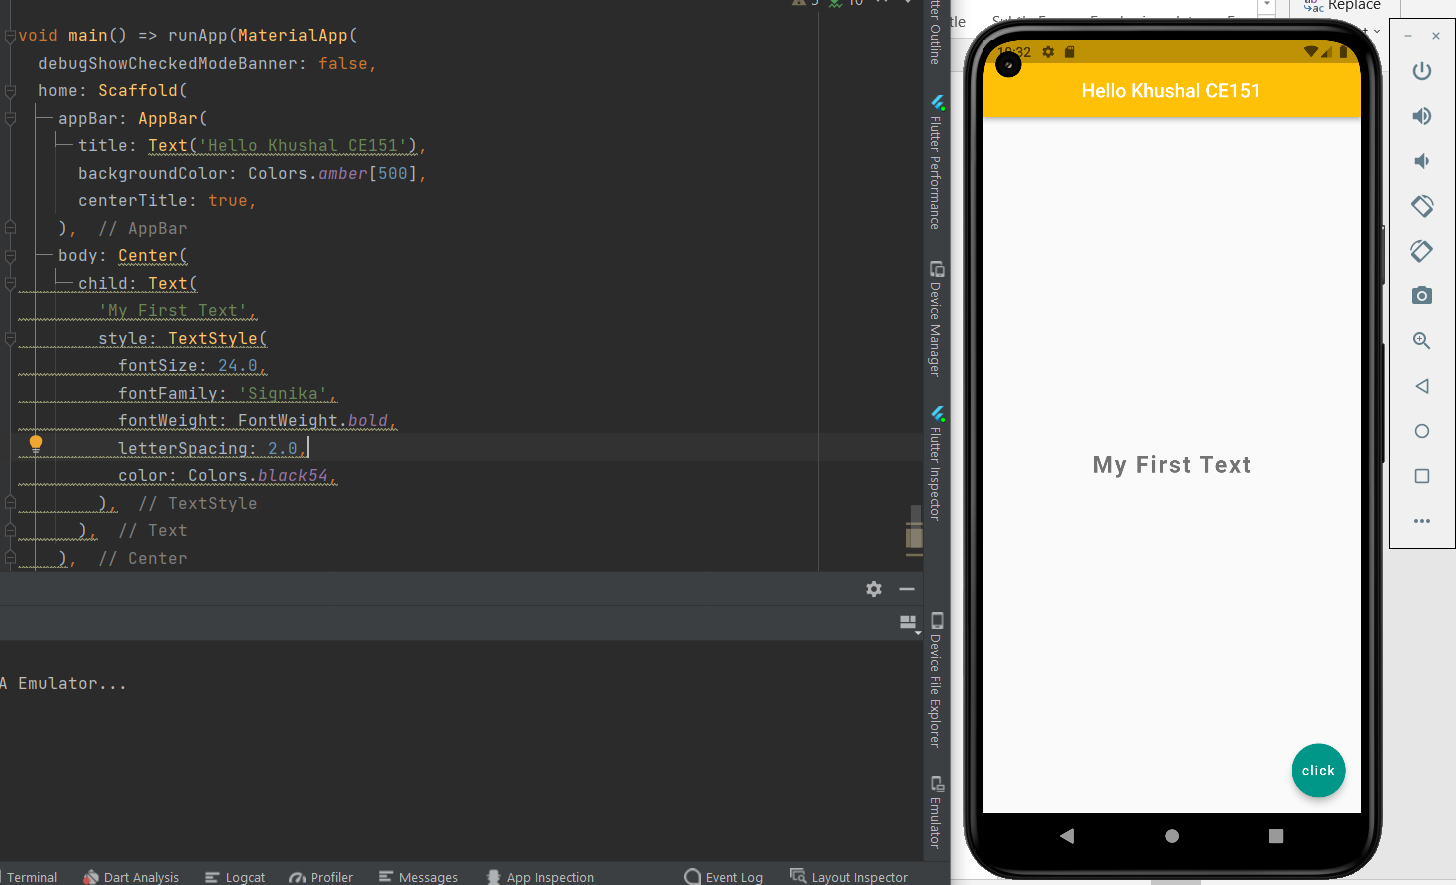 void main() => runApp(MaterialApp(
debugShowCheckedModeBanner: false,
home: Scaffold(
appBar: AppBar(
title: Text('Hello Khushal CE151'),
backgroundColor: Colors.amber[500],
centerTitle: true,
), // AppBar
body: Center(
child: Text(
'My First Text',
style: TextStyle(
fontSize: 24.0,
fontFamily: 'Signika',
fontWeight: FontWeight.bold,
letterSpacing: 2.0,
color: Colors.black54,
), // TextStyle
), // Text
), // Center
A Emulator...
Terminal
Dart Analysis
Logcat
Profiler
Messages
App Inspection
Event Log
Layout Inspector
Flutter Performance
Device Manager
Flutter Inspector
Device File Explorer
Emulator
Replace
Hello Khushal CE151
My First Text
click